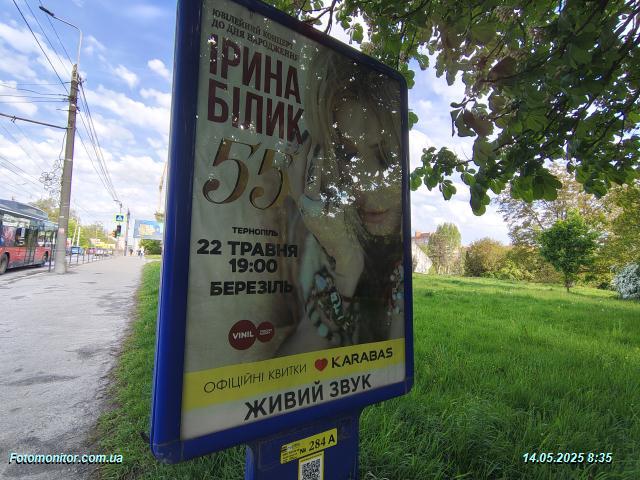 ЮВІЛЕЙНИЙ КОНЦЕРТ
ДО ДНЯ НАРОДЖЕННЯ
ІРИНА
БІЛИК
55
ТЕРНОПІЛЬ
22 ТРАВНЯ
19:00
БЕРЕЗІЛЬ
VINIL
ОФІЦІЙНІ КВИТКИ KARABAS
ЖИВИЙ ЗВУК
№ 284 А
Fotomonitor.com.ua
14.05.2025 8:35